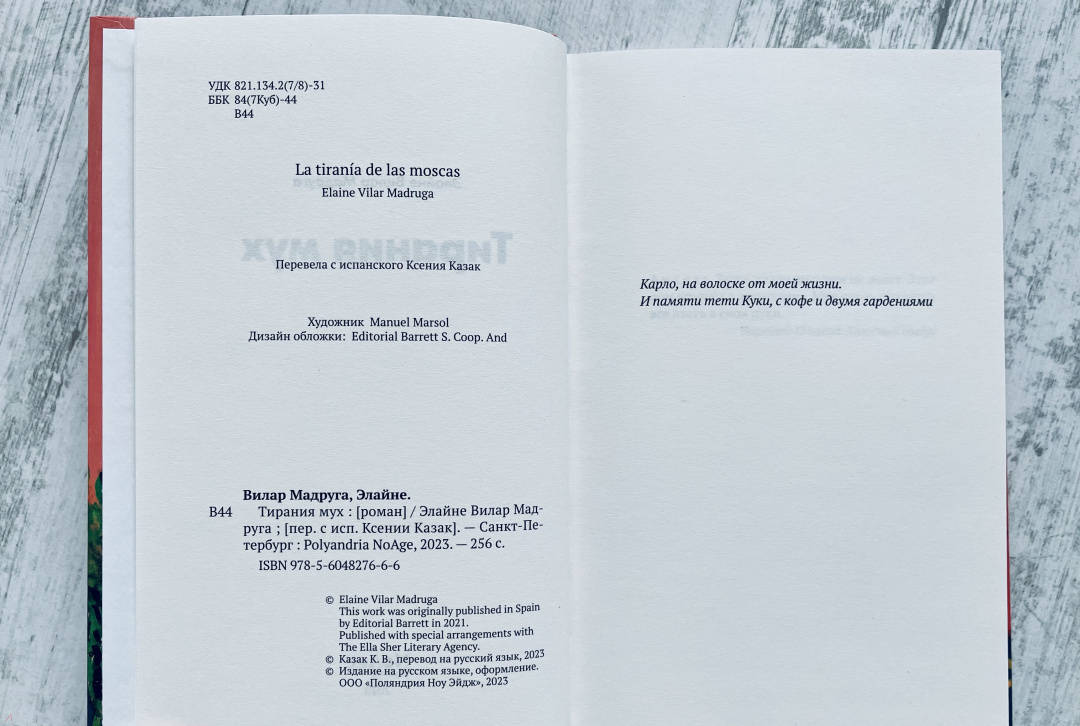 УДК 821.134.2(7/8)-31
ББК 84(7Куб)-44
В44
La tiranía de las moscas
Elaine Vilar Madruga
Тирания мух
Перевела с испанского Ксения Казак
Художник Manuel Marsol
Дизайн обложки: Editorial Barrett S. Coop. And
Вилар Мадруга, Элайне.
В44 Тирания мух : [роман] / Элайне Вилар Мад-
руга ; [пер. с исп. Ксении Казак]. — Санкт-Пе-
тербург : Polyandria NoAge, 2023. — 256 с.
ISBN 978-5-6048276-6-6
© Elaine Vilar Madruga
This work was originally published in Spain
by Editorial Barrett in 2021.
Published with special arrangements with
The Ella Sher Literary Agency.
© Казак К. В., перевод на русский язык, 2023
© Издание на русском языке, оформление.
ООО «Поляндрия Ноу Эйдж», 2023
Карло, на волоске от моей жизни.
И памяти тети Куки, с кофе и двумя гардениями